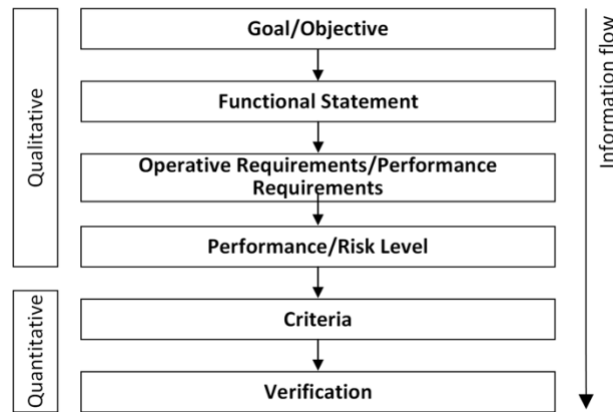 Goal/Objective
Functional Statement
Operative Requirements/Performance
Requirements
Performance/Risk Level
Criteria
Verification
Qualitative
Quantitative
Information flow